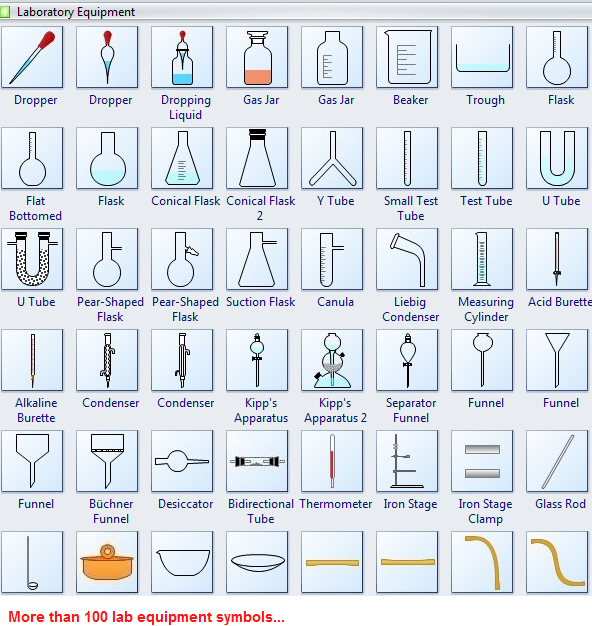 Laboratory Equipment
Dropper Dropper Dropping Gas Jar Gas Jar Beaker Trough Flask
Liquid
Flat Flask Conical Flask Conical Flask Y Tube Small Test Test Tube U Tube
Bottomed 2 Tube
U Tube Pear-Shaped Pear-Shaped Suction Flask Canula Liebig Measuring Acid Burette
Flask Flask Condenser Cylinder
Alkaline Condenser Condenser Kipp's Kipp's Separator Funnel Funnel
Burette Apparatus Apparatus 2 Funnel
Funnel Büchner Desiccator Bidirectional Thermometer Iron Stage Iron Stage Glass Rod
Funnel Tube Clamp
More than 100 lab equipment symbols...